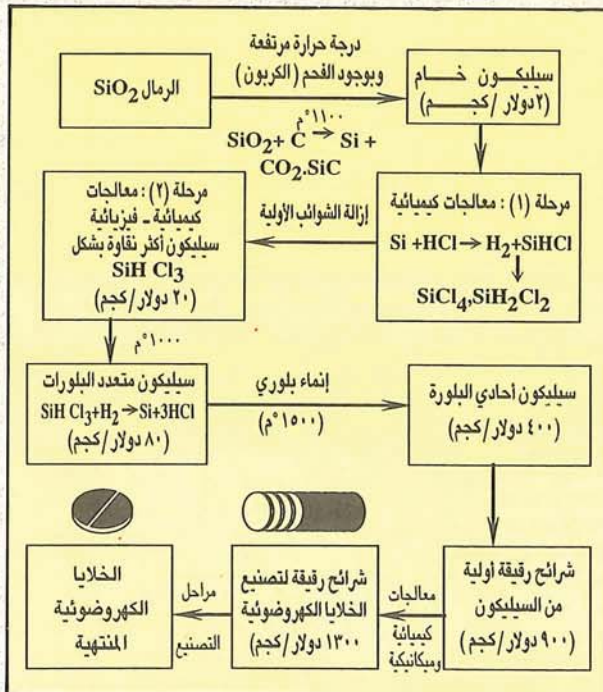 الرمال SiO2
درجة حرارة مرتفعة
وبوجود الفحم (الكربون)
١١٠٠°م
SiO2+ C → Si +
CO2.SiC
سيليكون خام
(٢ دولار/كجم)
مرحلة (١): معالجات كيميائية
Si +HCl→ H2+SiHCl
↓
SiCl4,SiH2Cl2
إزالة الشوائب الأولية
مرحلة (٢): معالجات
كيميائية - فيزيائية
سيليكون أكثر نقاوة بشكل
SiH Cl3
(٢٠ دولار/كجم)
١٠٠٠°م
سيليكون متعدد البلورات
SiH Cl3+H2→Si+3HCl
(٨٠ دولار/كجم)
إنماء بلوري
(١٥٠٠°م)
سيليكون أحادي البلورة
(٤٠٠ دولار/كجم)
شرائح رقيقة أولية
من السيليكون
(٩٠٠ دولار/كجم)
معالجات
كيميائية
وميكانيكية
شرائح رقيقة لتصنيع
الخلايا الكهروضوئية
(١٣٠٠ دولار/كجم)
مراحل
التصنيع
الخلايا
الكهروضوئية
المنتهية